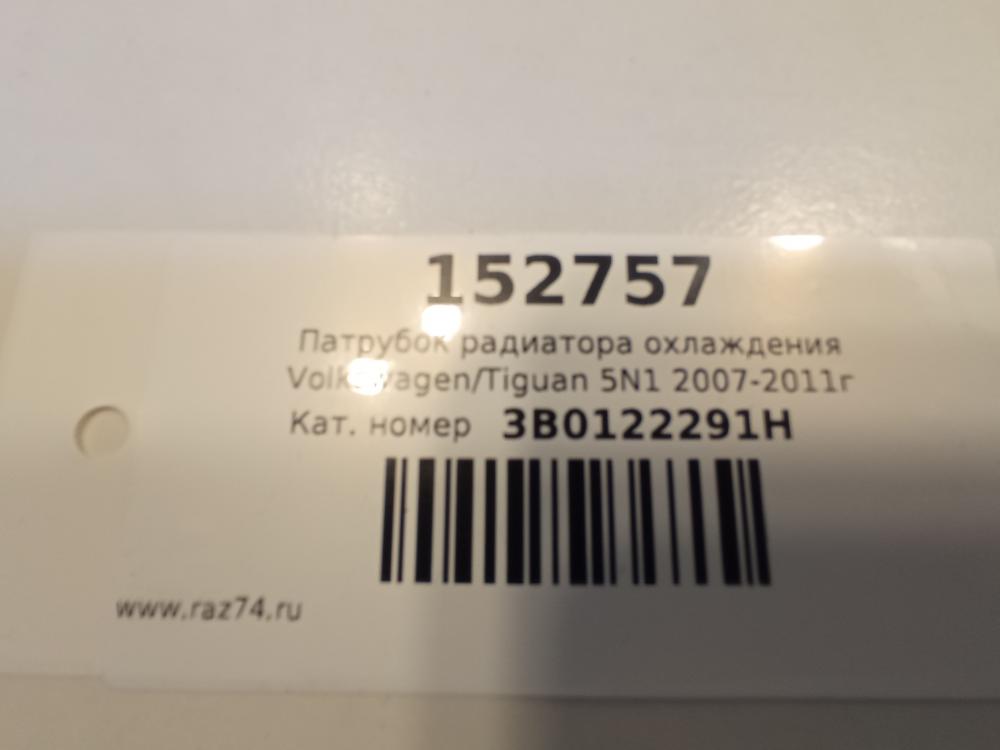 152757
Патрубок радиатора охлаждения
Volkswagen/Tiguan 5N1 2007-2011г
Кат. номер 3B0122291H
www.raz74.ru